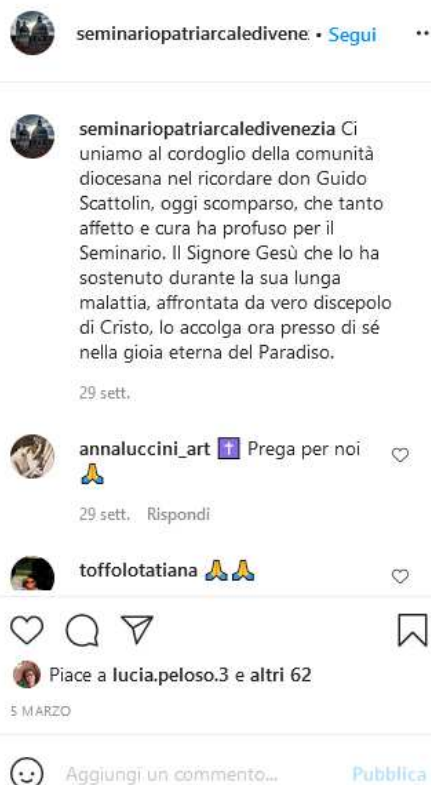 seminariopatriarcaledivene: • Segui
seminariopatriarcaledivenezia Ci
uniamo al cordoglio della comunità
diocesana nel ricordare don Guido
Scattolin, oggi scomparso, che tanto
affetto e cura ha profuso per il
Seminario. Il Signore Gesù che lo ha
sostenuto durante la sua lunga
malattia, affrontata da vero discepolo
di Cristo, lo accolga ora presso di sé
nella gioia eterna del Paradiso.
29 sett.
annaluccini_art ✝️ Prega per noi
🙏
29 sett. Rispondi
toffolotatiana 🙏🙏
Piace a lucia.peloso.3 e altri 62
5 MARZO
Aggiungi un commento... Pubblica